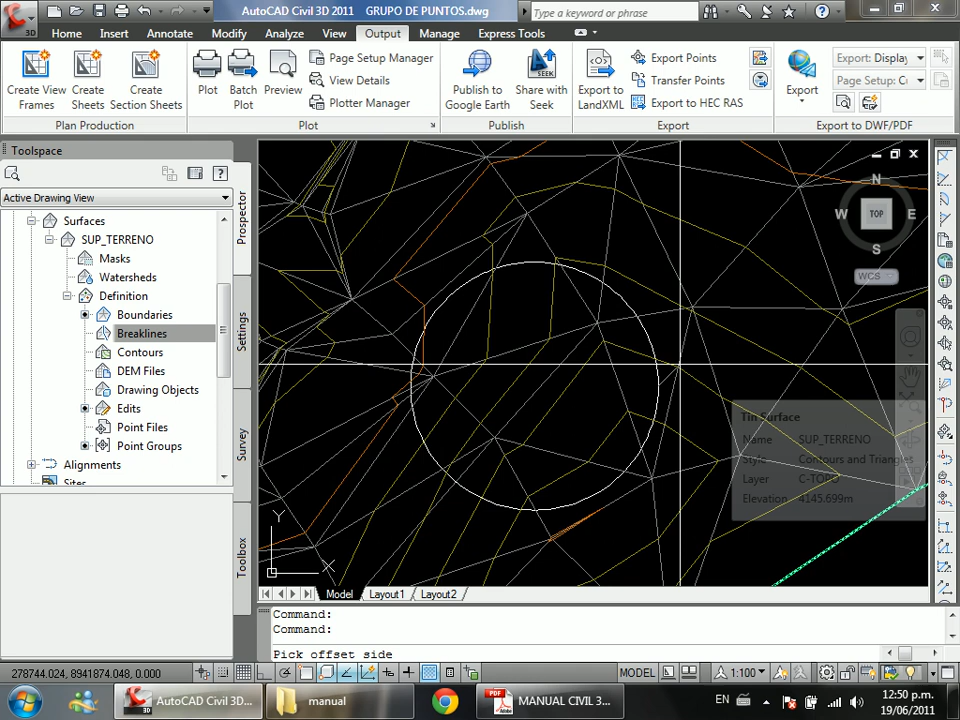 AutoCAD Civil 3D 2011 GRUPO DE PUNTOS.dwg
Type a keyword or phrase
3D
Home Insert Annotate Modify Analyze View Output Manage Express Tools
Create View Frames
Create Sheets
Create Section Sheets
Plan Production
Plot
Batch Plot
Preview
Page Setup Manager
View Details
Plotter Manager
Plot
Publish to Google Earth
SEEK
Share with Seek
Publish
Export to LandXML
Export Points
Transfer Points
Export to HEC RAS
Export
Export
Export: Display
Page Setup: C
Export to DWF/PDF
Toolspace
Active Drawing View
Surfaces
SUP_TERRENO
Masks
Watersheds
Definition
Boundaries
Breaklines
Contours
DEM Files
Drawing Objects
Edits
Point Files
Point Groups
Alignments
Sites
Prospector
Settings
Survey
Toolbox
N
W TOP E
S
WCS
Tin Surface
Name SUP_TERRENO
Style Contours and Triangles
Layer C-TOPO
Elevation 4145.699m
Y
X
Model Layout1 Layout2
Command:
Command:
Pick offset side
278744.024, 8941874.048, 0.000
MODEL
1:100
AutoCAD Civil 3D...
manual
PDF
MANUAL CIVIL 3...
EN
12:50 p.m.
19/06/2011